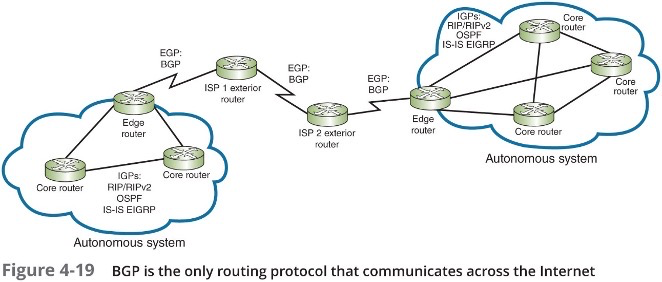 IGPs:
RIP/RIPv2
OSPF
IS-IS EIGRP
Core
router
Core
router
Core router
Edge
router
Autonomous system
EGP:
BGP
EGP:
BGP
EGP:
BGP
ISP 1 exterior
router
ISP 2 exterior
router
Edge
router
Core router
Core router
IGPs:
RIP/RIPv2
OSPF
IS-IS EIGRP
Autonomous system
Figure 4-19 BGP is the only routing protocol that communicates across the Internet